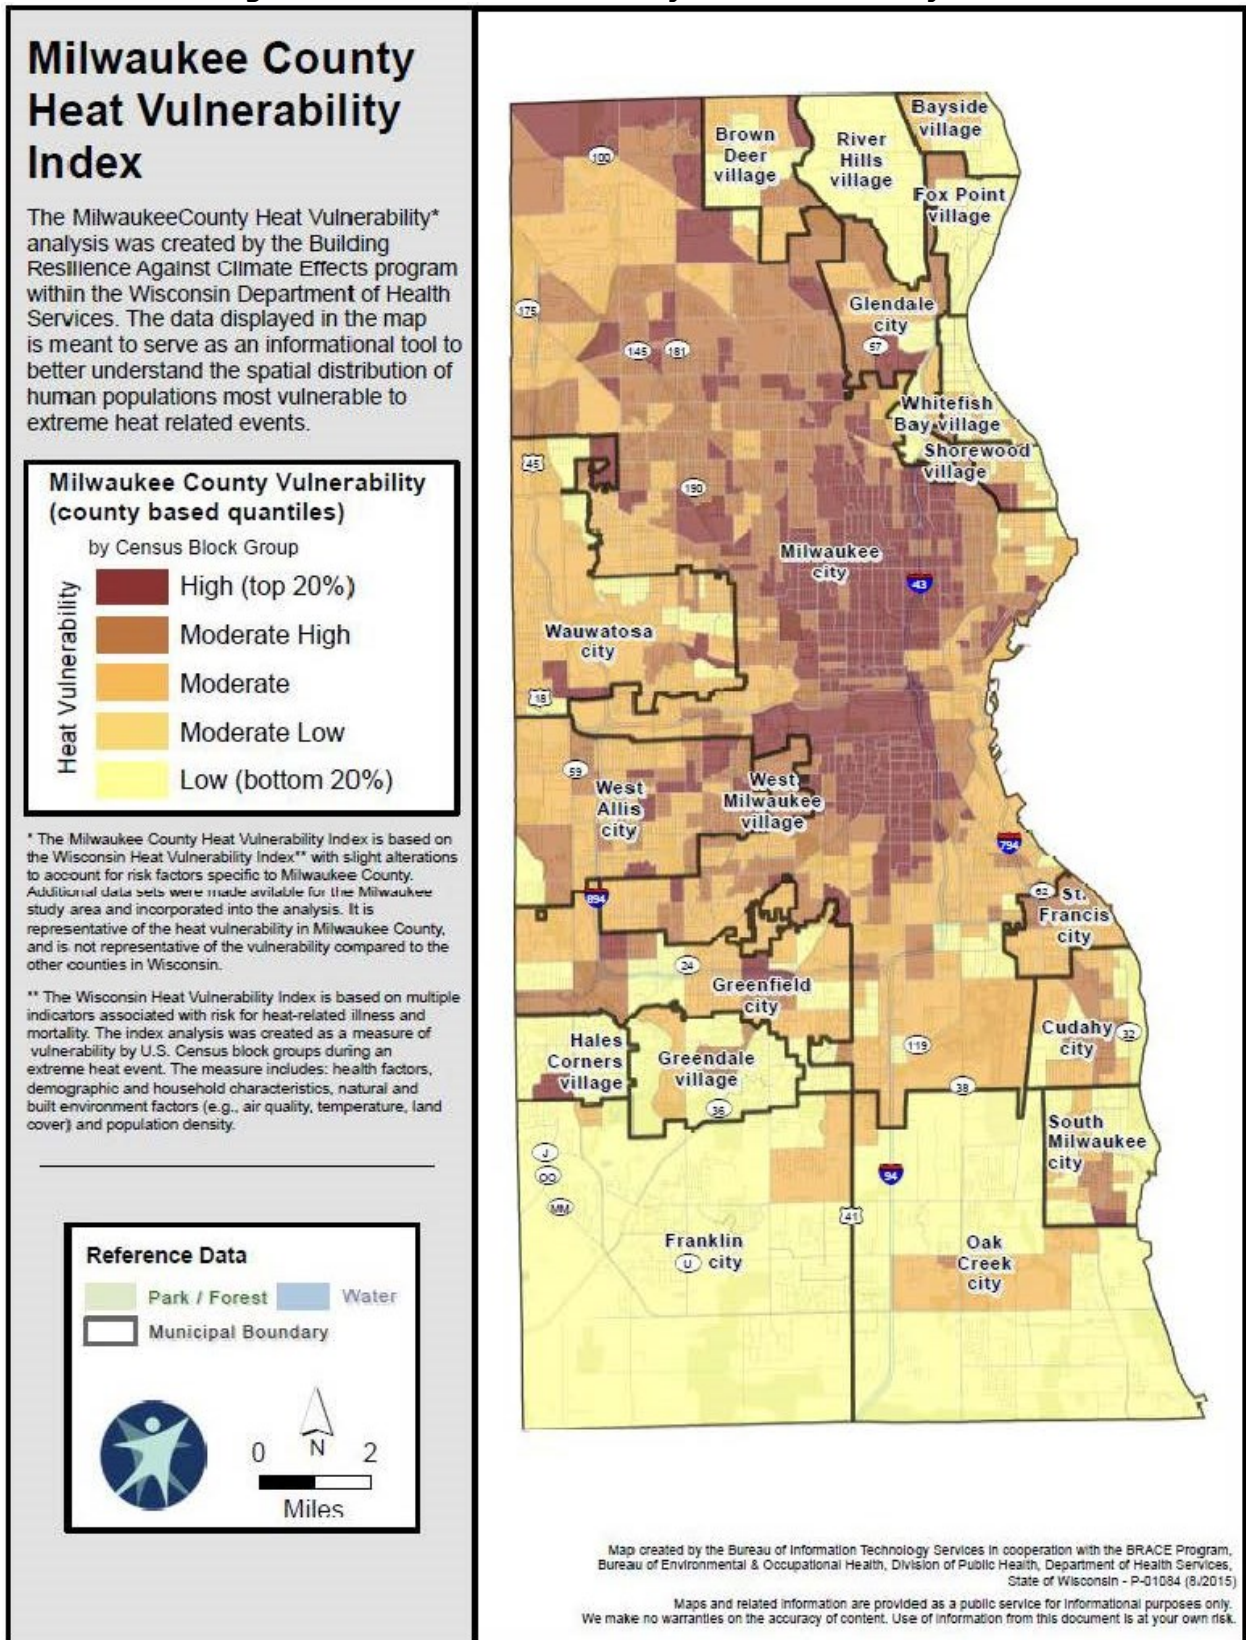 Milwaukee County
Heat Vulnerability
Index
The MilwaukeeCounty Heat Vulnerability*
analysis was created by the Building
Resilience Against Climate Effects program
within the Wisconsin Department of Health
Services. The data displayed in the map
is meant to serve as an informational tool to
better understand the spatial distribution of
human populations most vulnerable to
extreme heat related events.
Milwaukee County Vulnerability
(county based quantiles)
by Census Block Group
Heat Vulnerability
High (top 20%)
Moderate High
Moderate
Moderate Low
Low (bottom 20%)
* The Milwaukee County Heat Vulnerability Index is based on
the Wisconsin Heat Vulnerability Index** with slight alterations
to account for risk factors specific to Milwaukee County.
Additional data sets were made avilable for the Milwaukee
study area and incorporated into the analysis. It is
representative of the heat vulnerability in Milwaukee County,
and is not representative of the vulnerability compared to the
other counties in Wisconsin.
** The Wisconsin Heat Vulnerability Index is based on multiple
indicators associated with risk for heat-related illness and
mortality. The index analysis was created as a measure of
vulnerability by U.S. Census block groups during an
extreme heat event. The measure includes: health factors,
demographic and household characteristics, natural and
built environment factors (e.g., air quality, temperature, land
cover) and population density.
Reference Data
Park / Forest
Water
Municipal Boundary
0 N 2
Miles
Bayside
village
Brown
Deer
village
River
Hills
village
100
Fox Point
village
175
Glendale
city
57
145
181
Whitefish
Bay village
Shorewood
village
45
190
Milwaukee
city
43
Wauwatosa
city
18
59
West
Allis
city
West
Milwaukee
village
794
894
62
St.
Francis
city
24
Greenfield
city
Hales
Corners
village
Greendale
village
36
119
Cudahy
city
32
38
South
Milwaukee
city
J
OO
MM
94
41
Franklin
city
U
Oak
Creek
city
Map created by the Bureau of Information Technology Services in cooperation with the BRACE Program,
Bureau of Environmental & Occupational Health, Division of Public Health, Department of Health Services,
State of Wisconsin - P-01084 (8/2015)
Maps and related information are provided as a public service for informational purposes only.
We make no warranties on the accuracy of content. Use of information from this document is at your own risk.